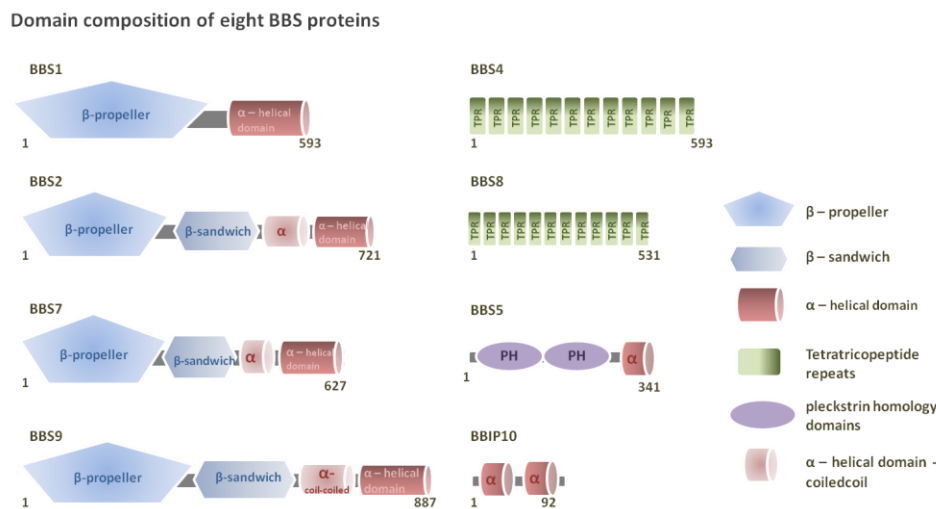 Domain composition of eight BBS proteins
BBS1
β-propeller
α – helical
domain
1
593
BBS2
β-propeller
β-sandwich
α
α – helical
domain
1
721
BBS7
β-propeller
β-sandwich
α
α – helical
domain
1
627
BBS9
β-propeller
β-sandwich
α-
coil-coiled
α – helical
domain
1
887
BBS4
TPR TPR TPR TPR TPR TPR TPR TPR TPR TPR TPR TPR
1
593
BBS8
TPR TPR TPR TPR TPR TPR TPR TPR TPR TPR TPR TPR
1
531
BBS5
PH
PH
α
1
341
BBIP10
α
α
1
92
β – propeller
β – sandwich
α – helical domain
Tetratricopeptide
repeats
pleckstrin homology
domains
α – helical domain -
coiledcoil